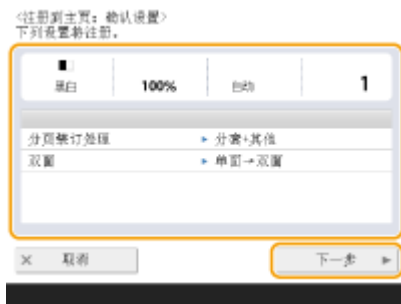 <注册到主页：确认设置>
下列设置将注册。
黑白 100% 自动 1
分页装订处理 ▶ 分套+其他
双面 ▶ 单面→双面
× 取消 下一步 ▶